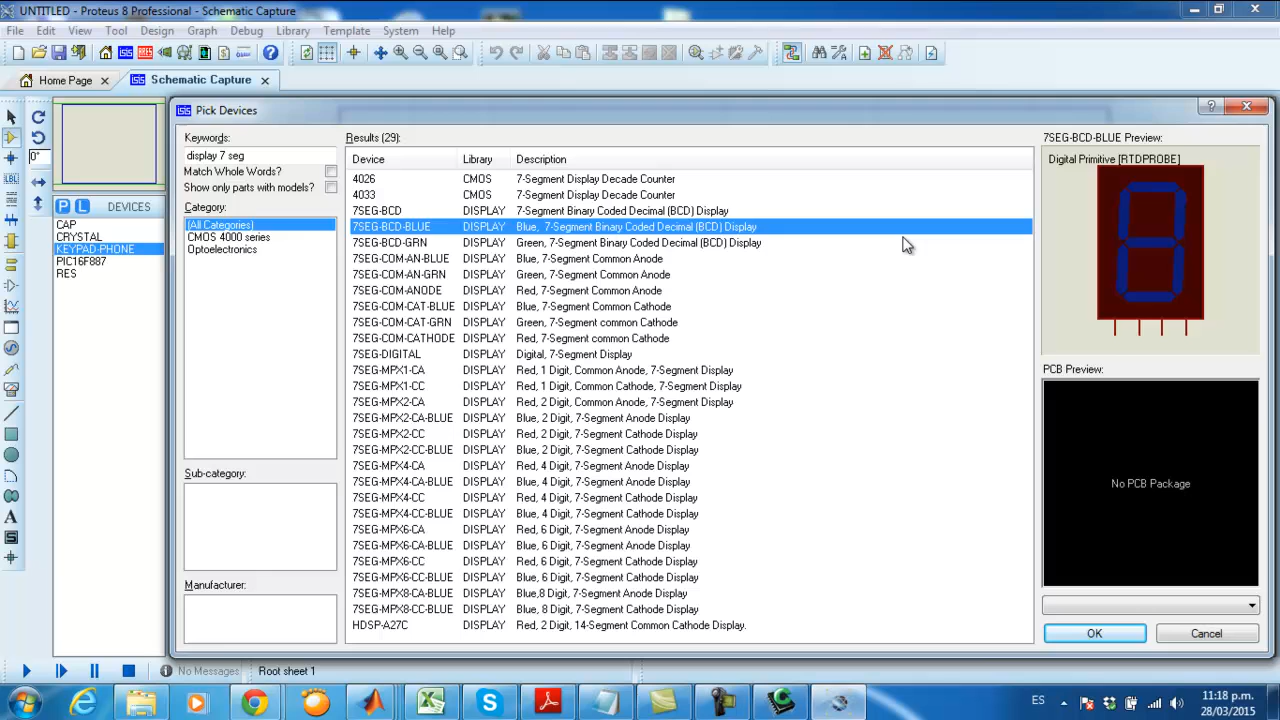 UNTITLED - Proteus 8 Professional - Schematic Capture
File Edit View Tool Design Graph Debug Library Template System Help
Home Page
Schematic Capture
Pick Devices
0°
LBL
P L DEVICES
CAP
CRYSTAL
KEYPAD-PHONE
PIC16F887
RES
A
Keywords:
display 7 seg
Match Whole Words?
Show only parts with models?
Category:
(All Categories)
CMOS 4000 series
Optoelectronics
Sub-category:
Manufacturer:
Results (29):
Device Library Description
4026 CMOS 7-Segment Display Decade Counter
4033 CMOS 7-Segment Display Decade Counter
7SEG-BCD DISPLAY 7-Segment Binary Coded Decimal (BCD) Display
7SEG-BCD-BLUE DISPLAY Blue, 7-Segment Binary Coded Decimal (BCD) Display
7SEG-BCD-GRN DISPLAY Green, 7-Segment Binary Coded Decimal (BCD) Display
7SEG-COM-AN-BLUE DISPLAY Blue, 7-Segment Common Anode
7SEG-COM-AN-GRN DISPLAY Green, 7-Segment Common Anode
7SEG-COM-ANODE DISPLAY Red, 7-Segment Common Anode
7SEG-COM-CAT-BLUE DISPLAY Blue, 7-Segment Common Cathode
7SEG-COM-CAT-GRN DISPLAY Green, 7-Segment common Cathode
7SEG-COM-CATHODE DISPLAY Red, 7-Segment common Cathode
7SEG-DIGITAL DISPLAY Digital, 7-Segment Display
7SEG-MPX1-CA DISPLAY Red, 1 Digit, Common Anode, 7-Segment Display
7SEG-MPX1-CC DISPLAY Red, 1 Digit, Common Cathode, 7-Segment Display
7SEG-MPX2-CA DISPLAY Red, 2 Digit, Common Anode, 7-Segment Display
7SEG-MPX2-CA-BLUE DISPLAY Blue, 2 Digit, 7-Segment Anode Display
7SEG-MPX2-CC DISPLAY Red, 2 Digit, 7-Segment Cathode Display
7SEG-MPX2-CC-BLUE DISPLAY Blue, 2 Digit, 7-Segment Cathode Display
7SEG-MPX4-CA DISPLAY Red, 4 Digit, 7-Segment Anode Display
7SEG-MPX4-CA-BLUE DISPLAY Blue, 4 Digit, 7-Segment Anode Display
7SEG-MPX4-CC DISPLAY Red, 4 Digit, 7-Segment Cathode Display
7SEG-MPX4-CC-BLUE DISPLAY Blue, 4 Digit, 7-Segment Cathode Display
7SEG-MPX6-CA DISPLAY Red, 6 Digit, 7-Segment Anode Display
7SEG-MPX6-CA-BLUE DISPLAY Blue, 6 Digit, 7-Segment Anode Display
7SEG-MPX6-CC DISPLAY Red, 6 Digit, 7-Segment Cathode Display
7SEG-MPX6-CC-BLUE DISPLAY Blue, 6 Digit, 7-Segment Cathode Display
7SEG-MPX8-CA-BLUE DISPLAY Blue,8 Digit, 7-Segment Anode Display
7SEG-MPX8-CC-BLUE DISPLAY Blue, 8 Digit, 7-Segment Cathode Display
HDSP-A27C DISPLAY Red, 2 Digit, 14-Segment Common Cathode Display.
7SEG-BCD-BLUE Preview:
Digital Primitive [RTDPROBE]
PCB Preview:
No PCB Package
OK Cancel
No Messages Root sheet 1
ES
11:18 p.m.
28/03/2015